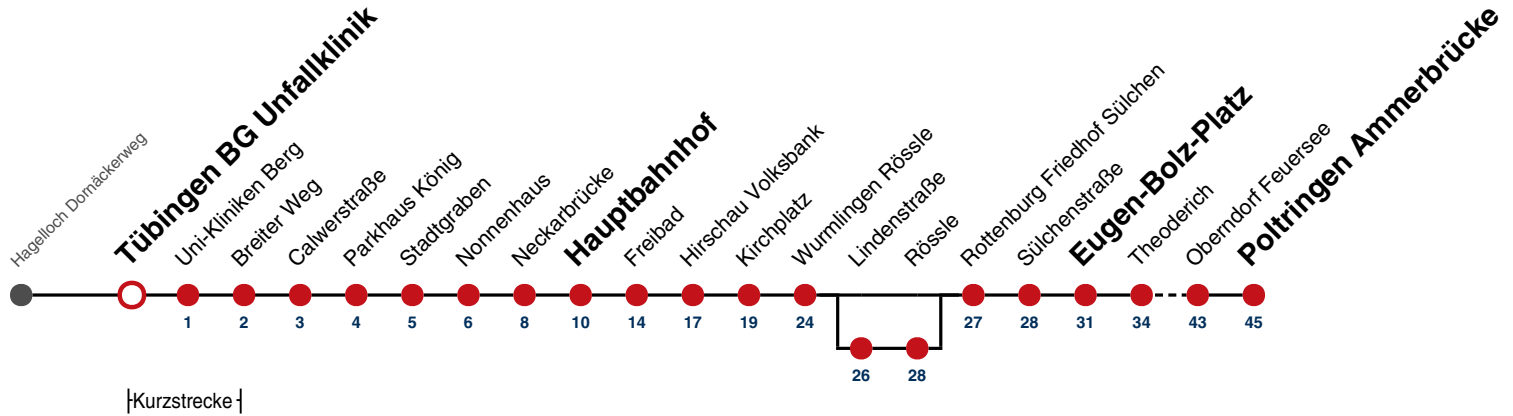 Hagelloch Dornäckerweg
Tübingen BG Unfallklinik
Uni-Kliniken Berg
Breiter Weg
Calwerstraße
Parkhaus König
Stadtgraben
Nonnenhaus
Neckarbrücke
Hauptbahnhof
Freibad
Hirschau Volksbank
Kirchplatz
Wurmlingen Rössle
Lindenstraße
Rössle
Rottenburg Friedhof Sülchen
Sülchenstraße
Eugen-Bolz-Platz
Theoderich
Oberndorf Feuersee
Poltringen Ammerbrücke
1 2 3 4 5 6 8 10 14 17 19 24 27 28 31 34 43 45
26 28
Kurzstrecke